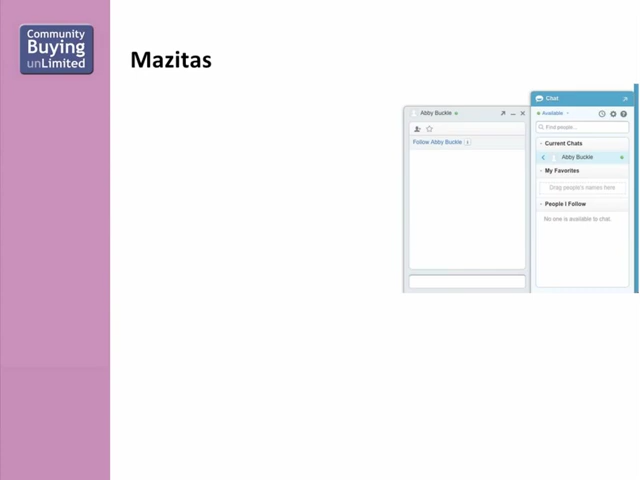 Community
Buying
unLimited
Mazitas
Chat
Abby Buckle
Available
Find people...
Follow Abby Buckle
Current Chats
Abby Buckle
My Favorites
Drag people's names here
People I Follow
No one is available to chat.